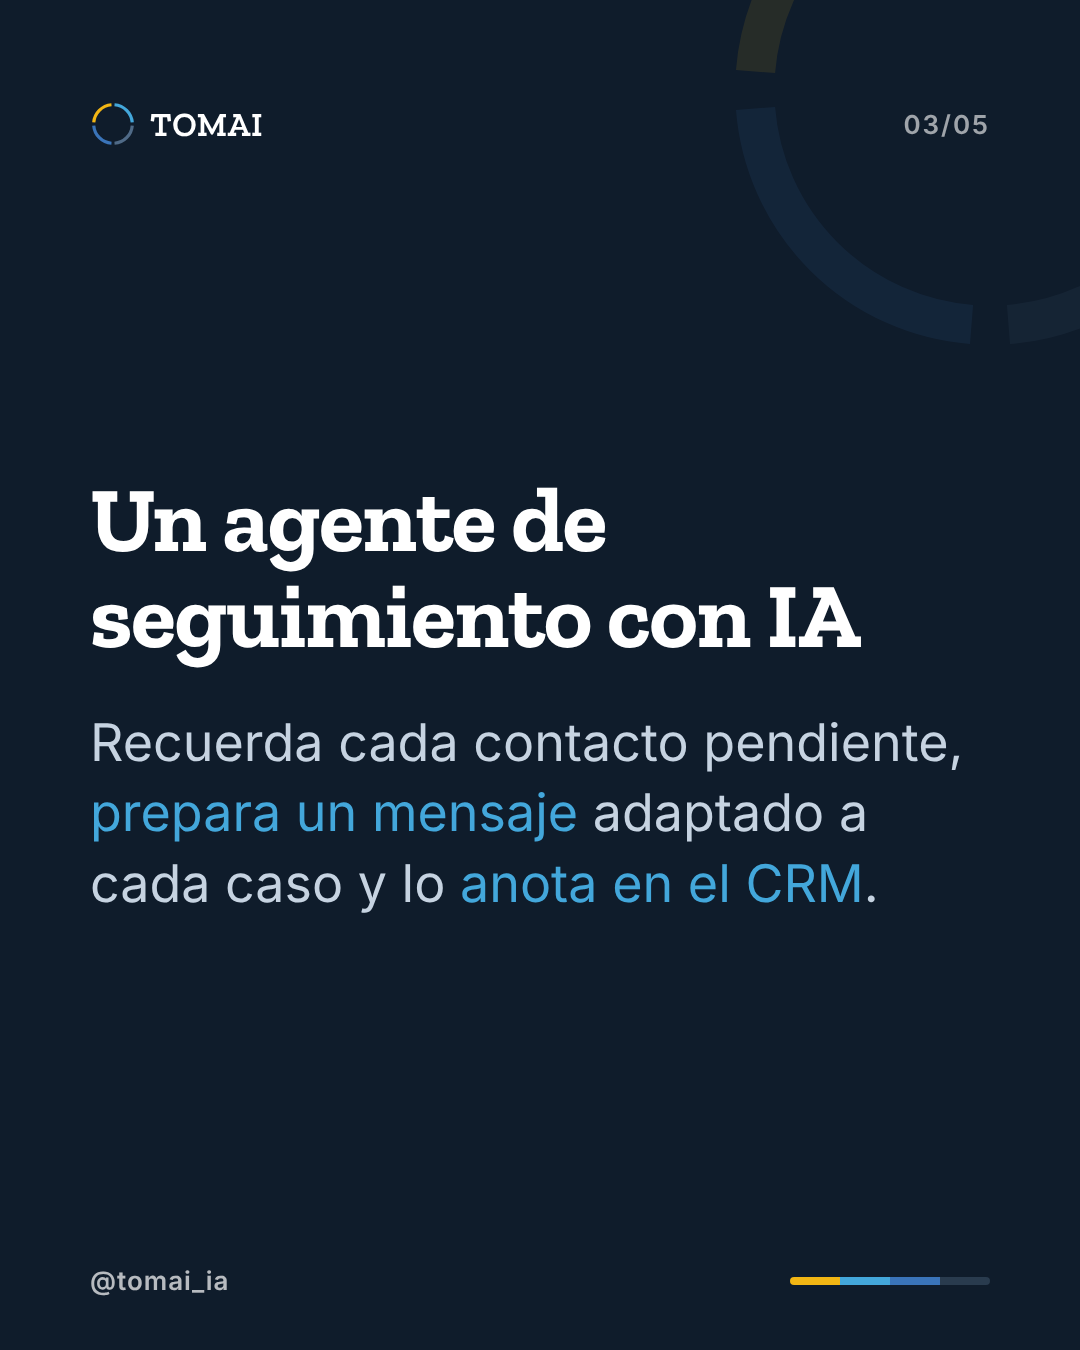 TOMAI
03/05
Un agente de
seguimiento con IA
Recuerda cada contacto pendiente,
prepara un mensaje adaptado a
cada caso y lo anota en el CRM.
@tomai_ia